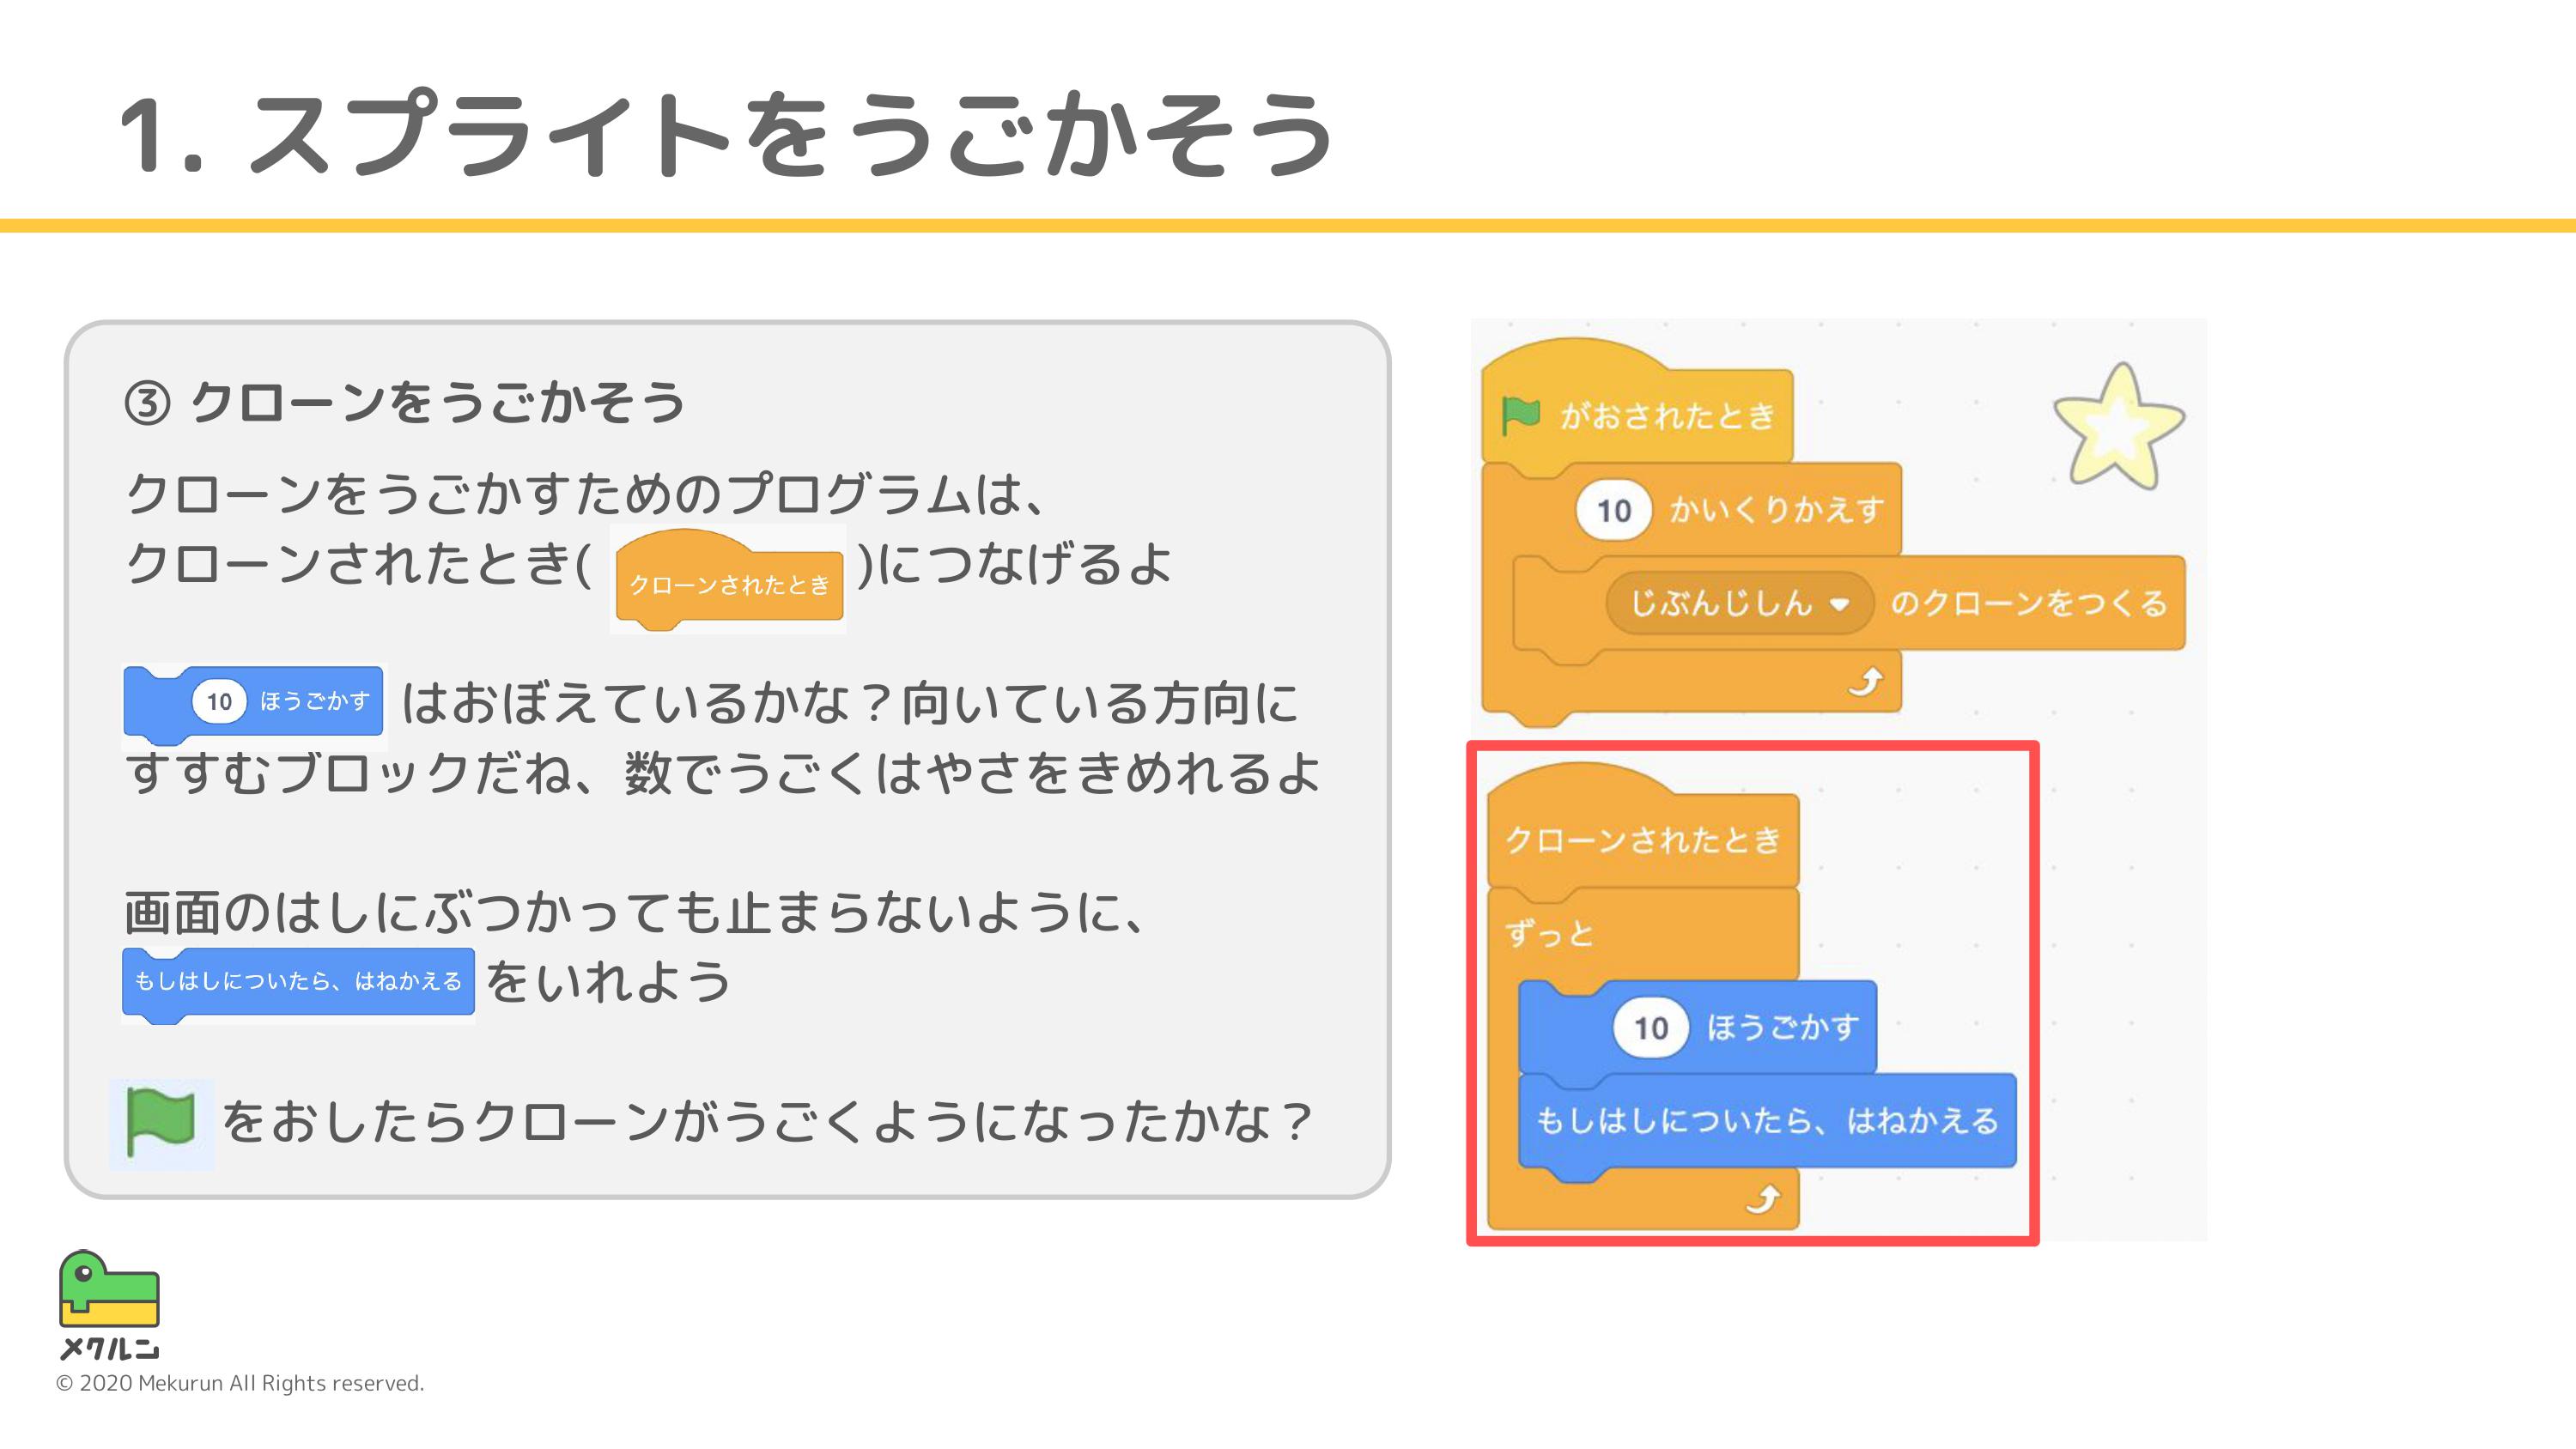 1. スプライトをうごかそう
③ クローンをうごかそう
クローンをうごかすためのプログラムは、
クローンされたとき( クローンされたとき )につなげるよ
10 ほうごかす はおぼえているかな？向いている方向に
すすむブロックだね、数でうごくはやさをきめれるよ
画面のはしにぶつかっても止まらないように、
もしはしについたら、はねかえる をいれよう
をおしたらクローンがうごくようになったかな？
がおされたとき
10 かいくりかえす
じぶんじしん のクローンをつくる
クローンされたとき
ずっと
10 ほうごかす
もしはしについたら、はねかえる
メクルン
© 2020 Mekurun All Rights reserved.